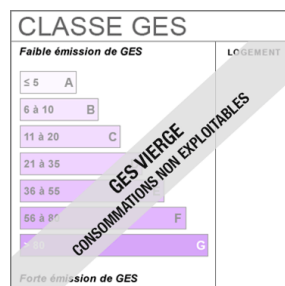 CLASSE GES
Faible émission de GES
LOGEMENT
≤ 5 A
6 à 10 B
11 à 20 C
21 à 35
36 à 55
56 à F
G
GES VIERGE
CONSOMMATIONS NON EXPLOITABLES
Forte émission de GES